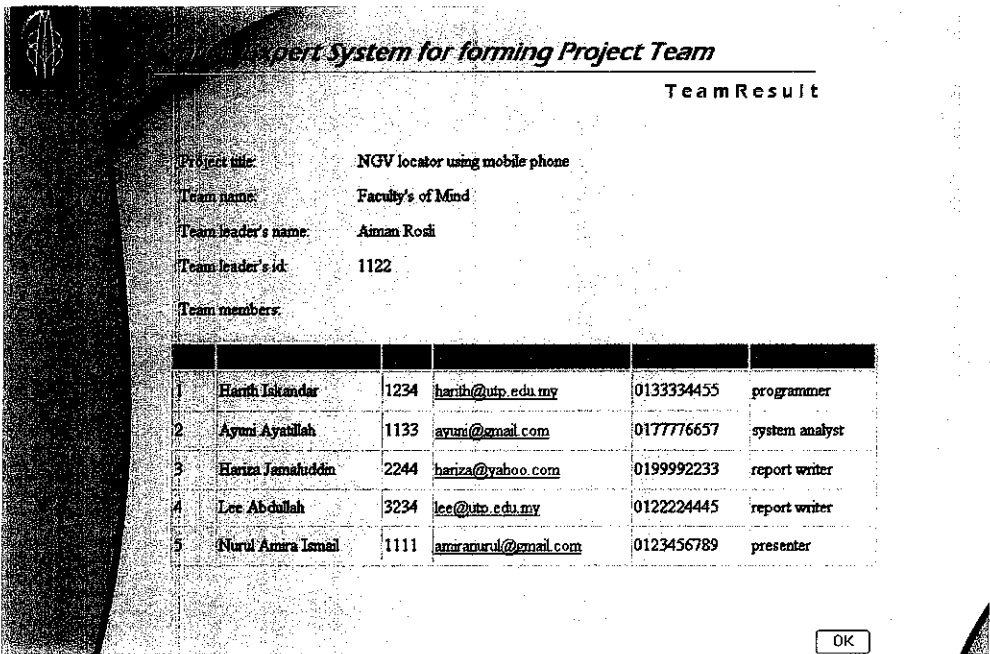 Expert System for forming Project Team
TeamResult
Project title: NGV locator using mobile phone
Team name: Faculty's of Mind
Team leader's name: Aiman Rosli
Team leader's id: 1122
Team members:
1 Harith Iskandar 1234 harith@utp.edu.my 0133334455 programmer
2 Ayuni Ayatillah 1133 ayuni@gmail.com 0177776657 system analyst
3 Hariza Jamaluddin 2244 hariza@yahoo.com 0199992233 report writer
4 Lee Abdullah 3234 lee@utp.edu.my 0122224445 report writer
5 Nurul Amira Ismail 1111 amiranurul@gmail.com 0123456789 presenter
OK